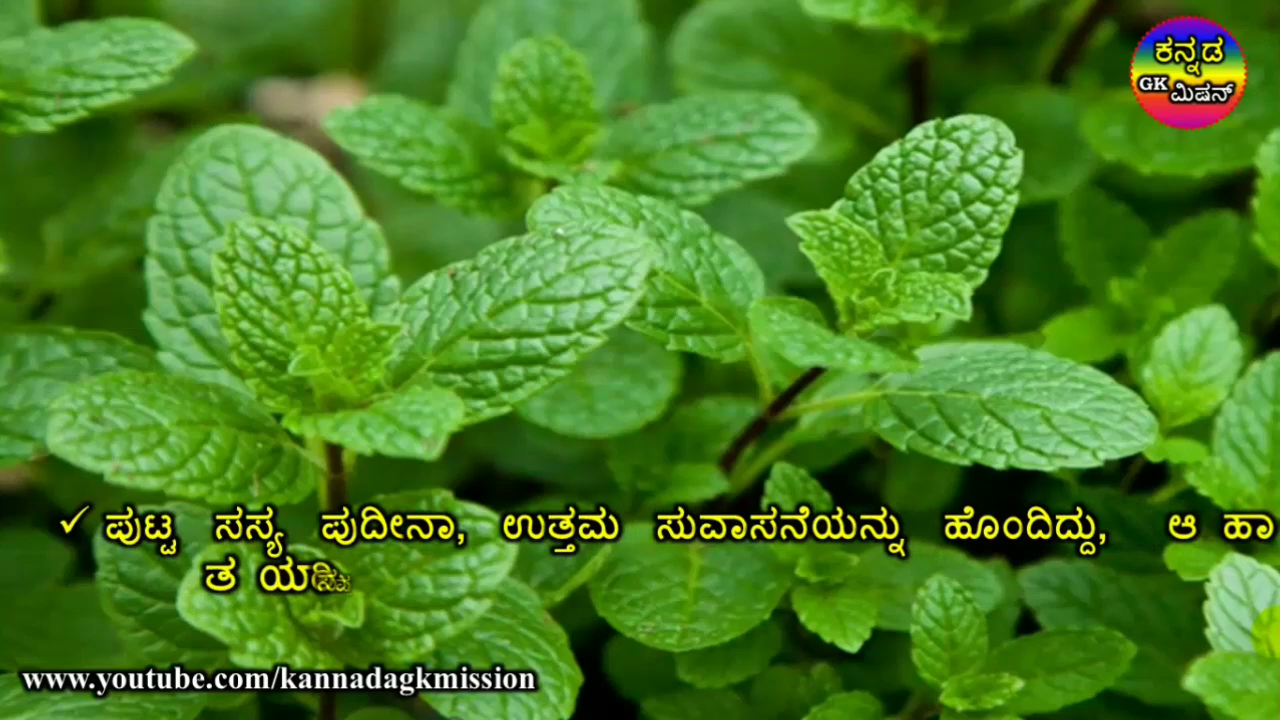 ಕನ್ನಡ
GK ಮಿಷನ್
✓ ಪುಟ್ಟ ಸಸ್ಯ ಪುದೀನಾ, ಉತ್ತಮ ಸುವಾಸನೆಯನ್ನು ಹೊಂದಿದ್ದು, ಆ ಹಾ
ತ
www.youtube.com/kannadagkmission